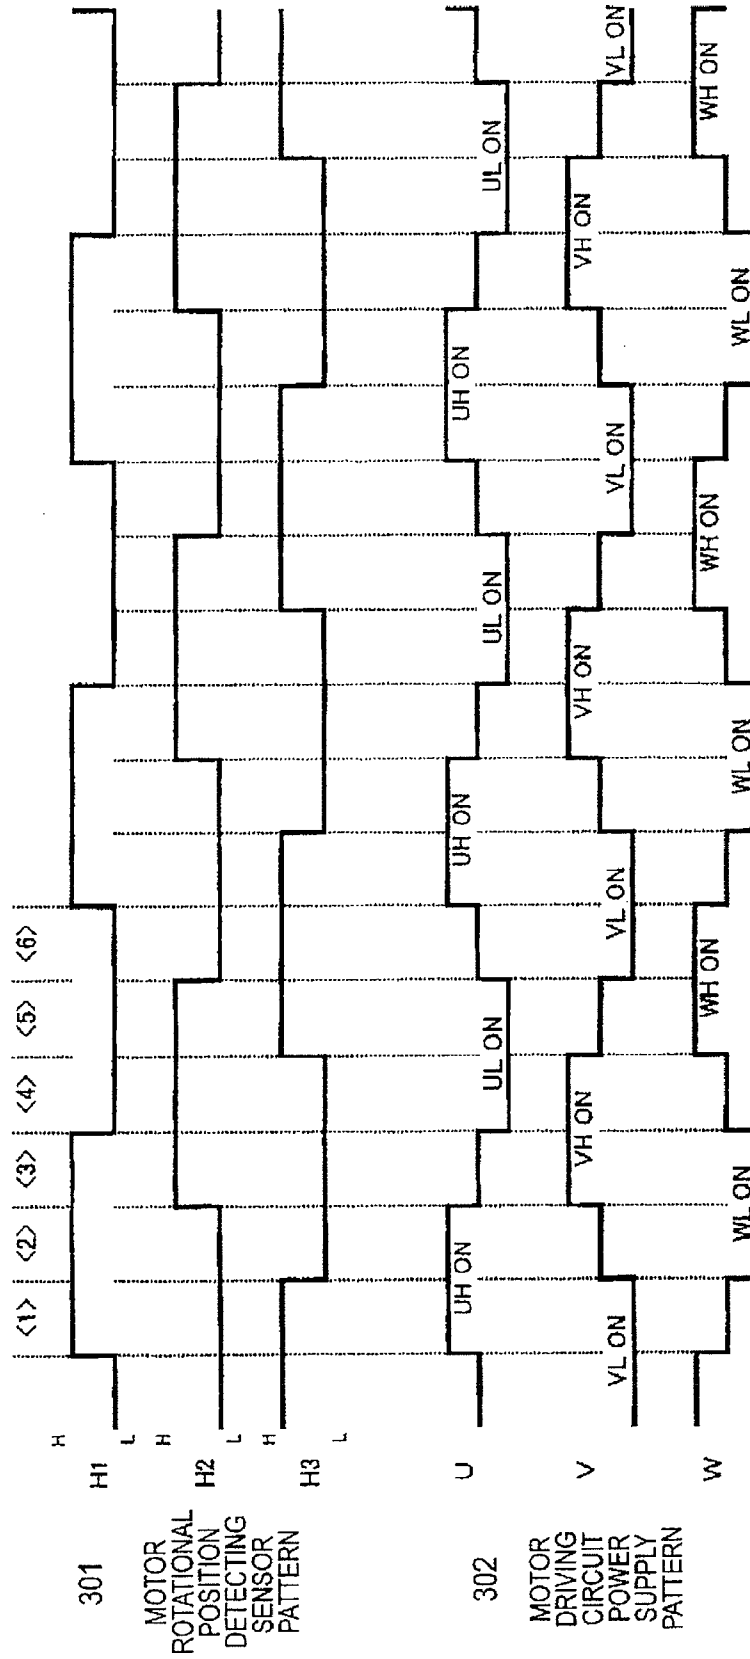 <1> <2> <3> <4> <5> <6>
301
MOTOR
ROTATIONAL
POSITION
DETECTING
SENSOR
PATTERN
H
H1
L
H
H2
L
H
H3
L
302
MOTOR
DRIVING
CIRCUIT
POWER
SUPPLY
PATTERN
U
UH ON
UL ON
UH ON
UL ON
UH ON
UL ON
V
VL ON
VH ON
VL ON
VH ON
VL ON
VH ON
VL ON
W
WL ON
WH ON
WL ON
WH ON
WL ON
WH ON